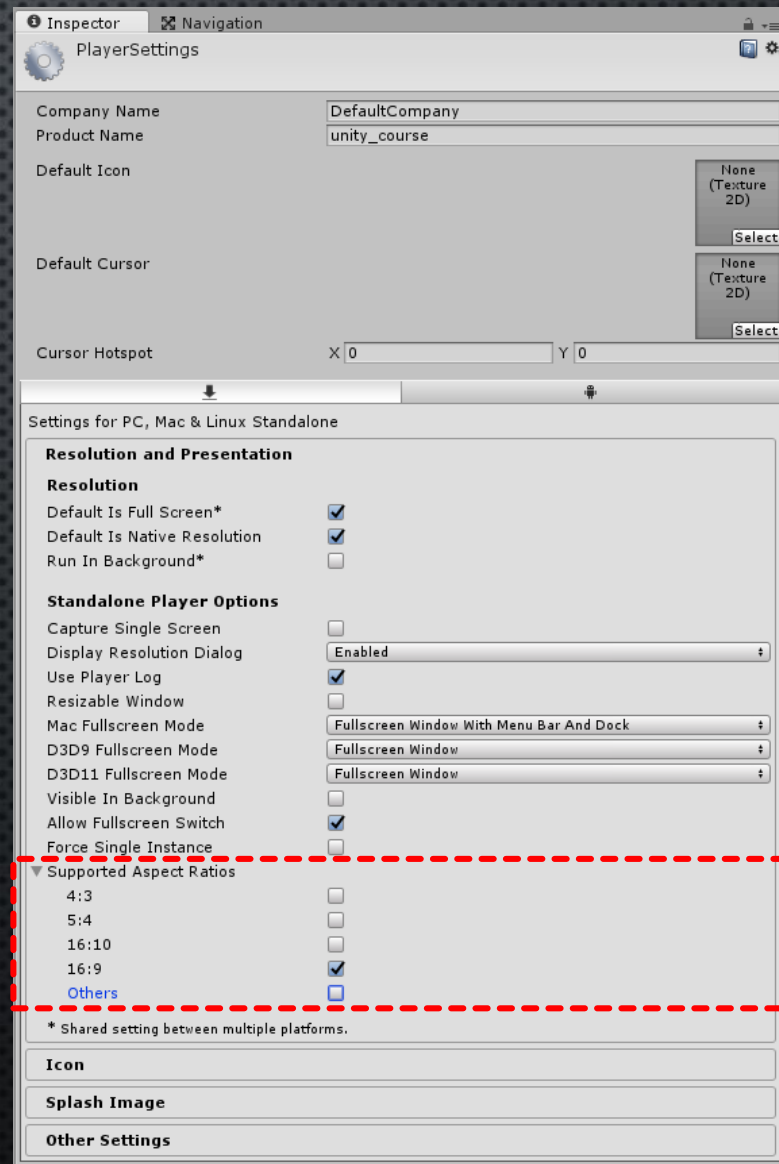 Inspector Navigation
PlayerSettings
Company Name DefaultCompany
Product Name unity_course
Default Icon None
(Texture
2D)
Select
Default Cursor None
(Texture
2D)
Select
Cursor Hotspot X 0 Y 0
Settings for PC, Mac & Linux Standalone
Resolution and Presentation
Resolution
Default Is Full Screen*
Default Is Native Resolution
Run In Background*
Standalone Player Options
Capture Single Screen
Display Resolution Dialog Enabled
Use Player Log
Resizable Window
Mac Fullscreen Mode Fullscreen Window With Menu Bar And Dock
D3D9 Fullscreen Mode Fullscreen Window
D3D11 Fullscreen Mode Fullscreen Window
Visible In Background
Allow Fullscreen Switch
Force Single Instance
Supported Aspect Ratios
4:3
5:4
16:10
16:9
Others
* Shared setting between multiple platforms.
Icon
Splash Image
Other Settings